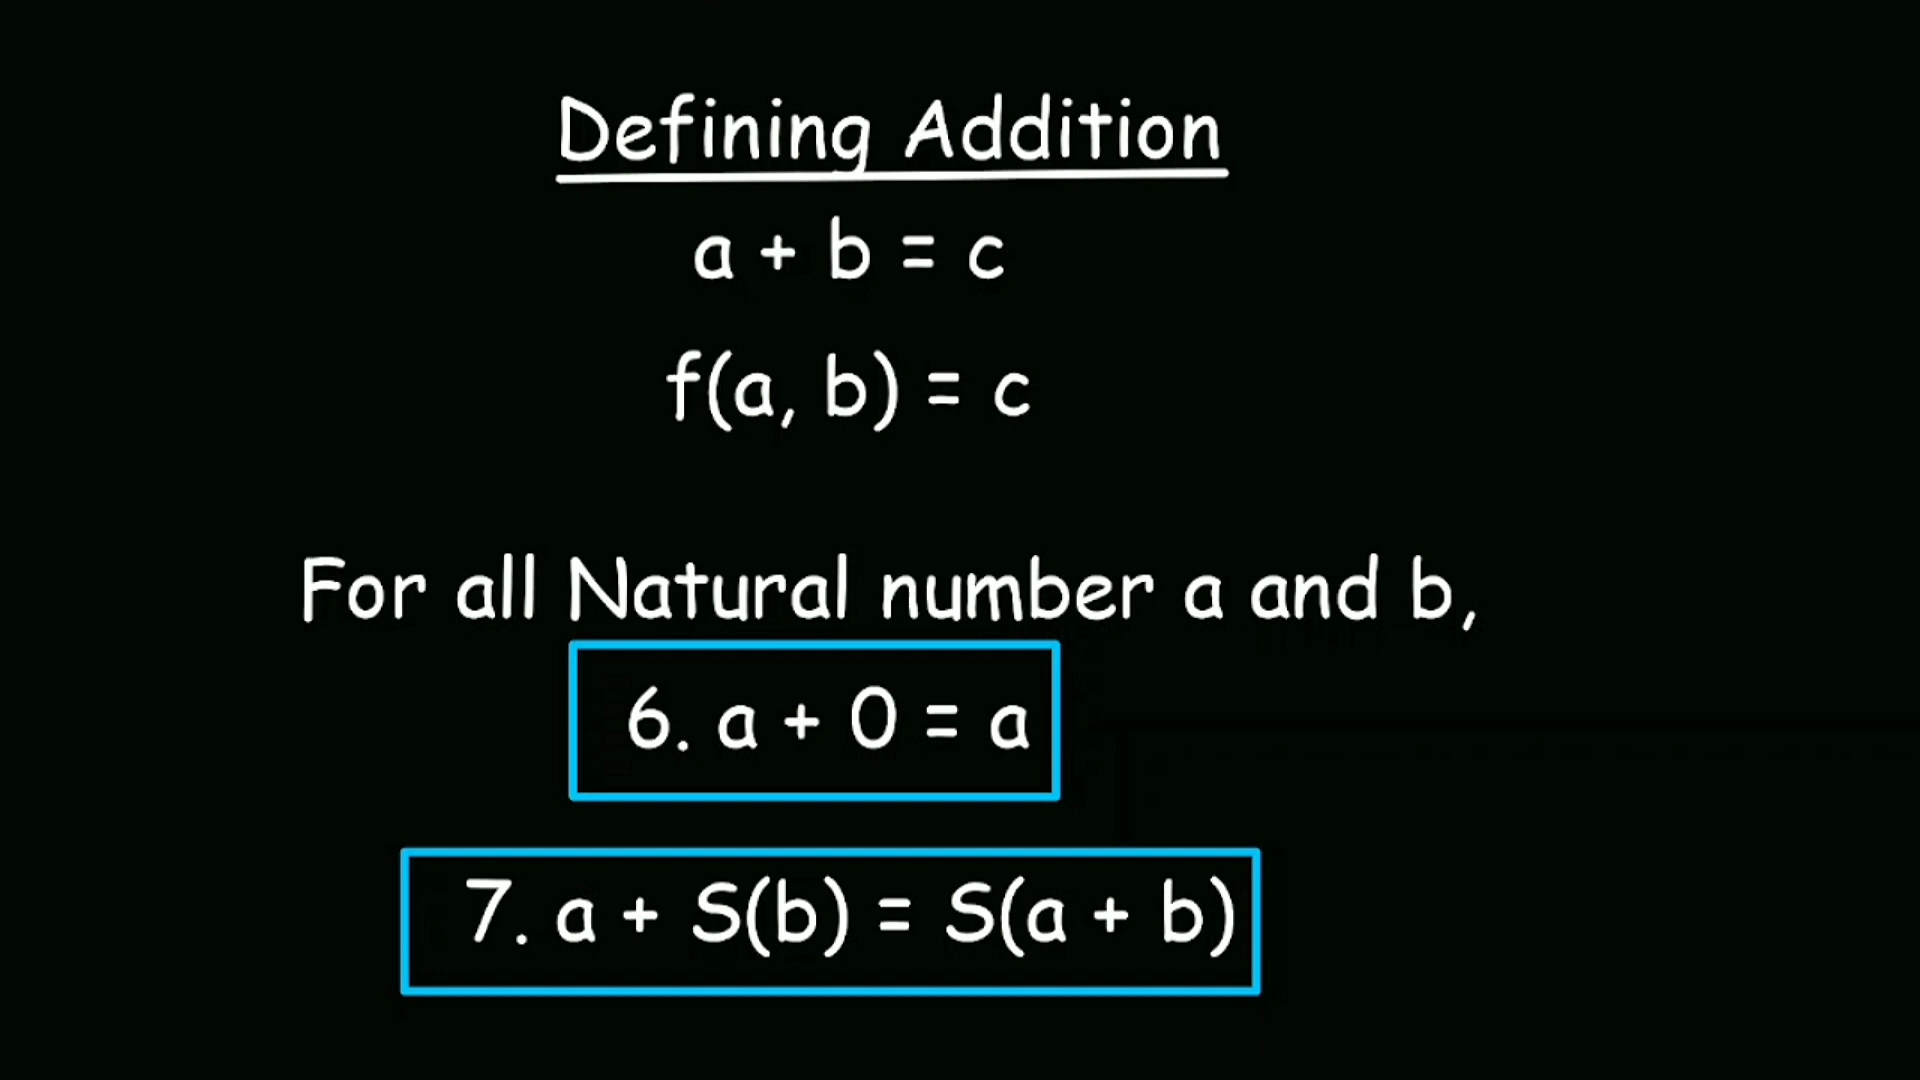 Defining Addition
a + b = c
f(a, b) = c
For all Natural number a and b,
6. a + 0 = a
7. a + S(b) = S(a + b)